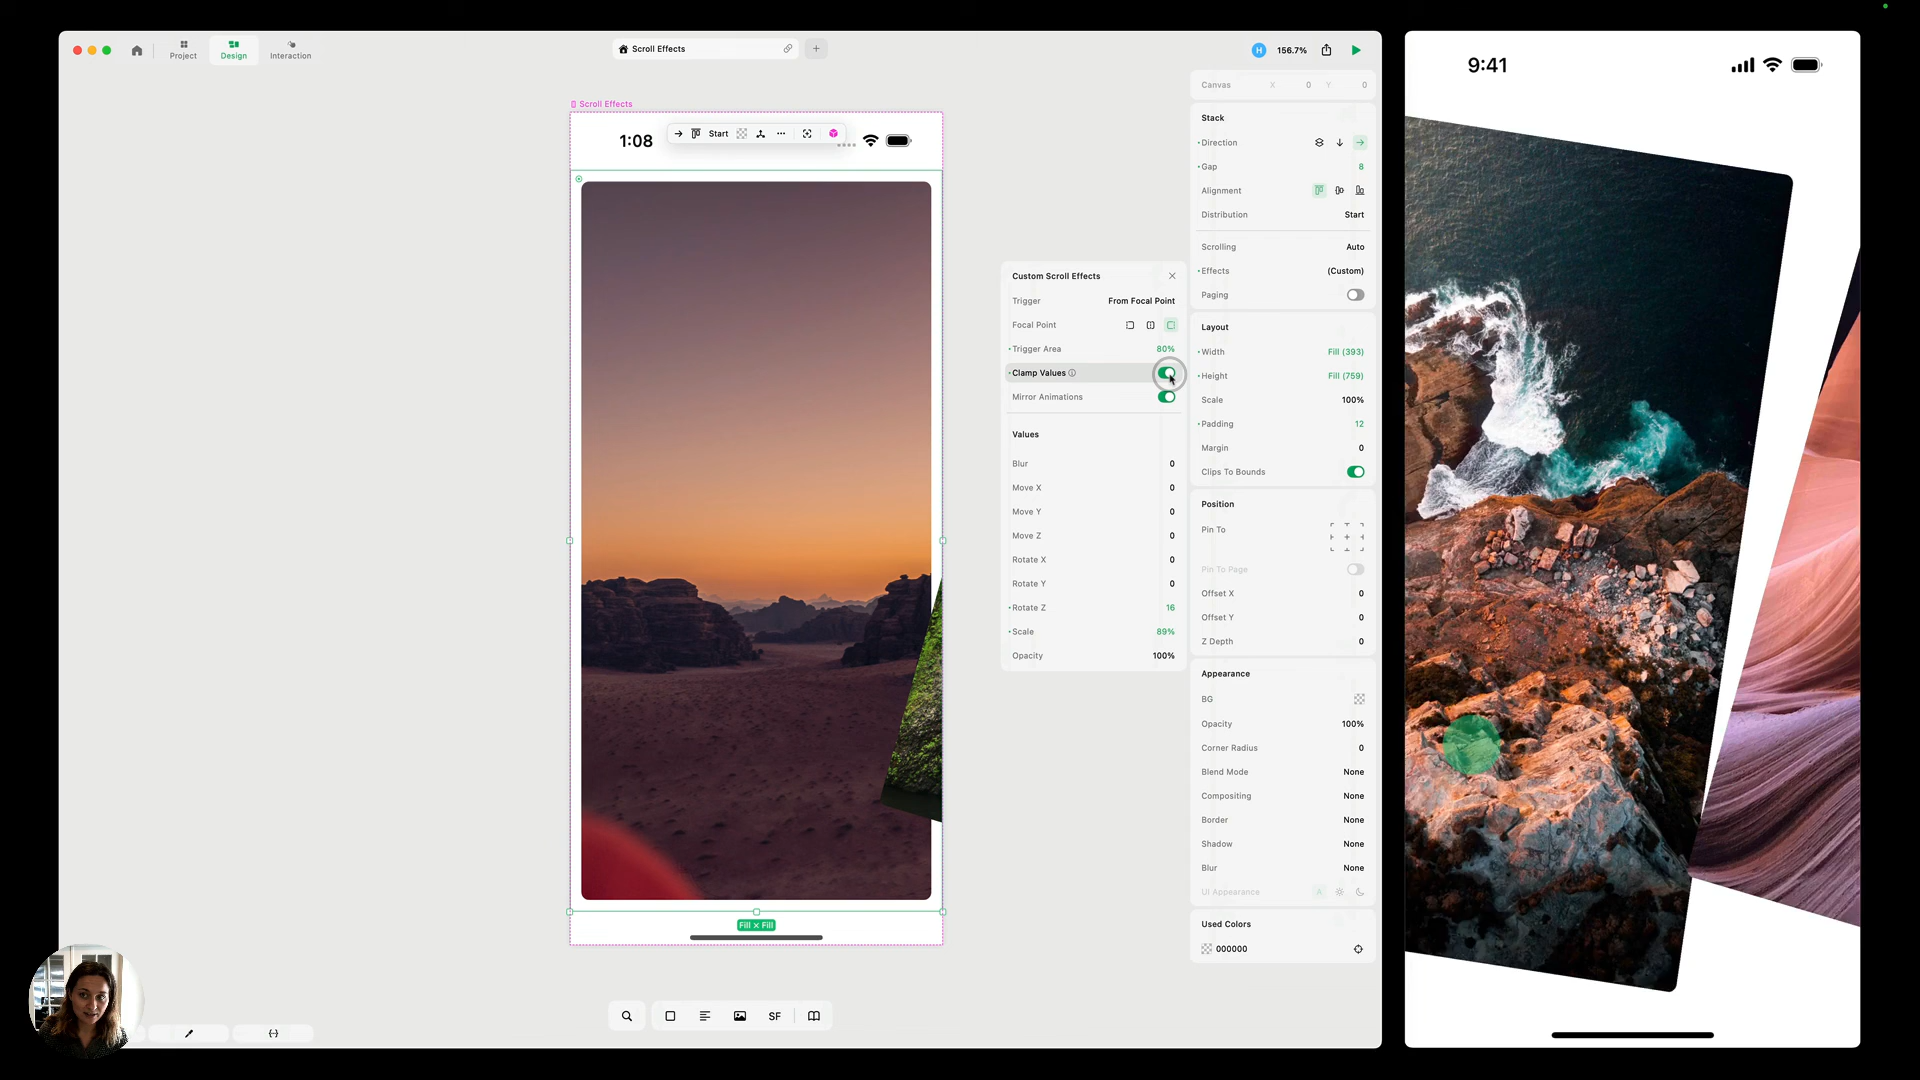 Project
Design
Interaction
Scroll Effects
H
156.7%
Scroll Effects
1:08
Start
Fill × Fill
SF
{·}
Custom Scroll Effects
Trigger From Focal Point
Focal Point
Trigger Area 80%
Clamp Values
Mirror Animations
Values
Blur 0
Move X 0
Move Y 0
Move Z 0
Rotate X 0
Rotate Y 0
Rotate Z 16
Scale 89%
Opacity 100%
Canvas X 0 Y 0
Stack
Direction
Gap 8
Alignment
Distribution Start
Scrolling Auto
Effects (Custom)
Paging
Layout
Width Fill (393)
Height Fill (759)
Scale 100%
Padding 12
Margin 0
Clips To Bounds
Position
Pin To
Pin To Page
Offset X 0
Offset Y 0
Z Depth 0
Appearance
BG
Opacity 100%
Corner Radius 0
Blend Mode None
Compositing None
Border None
Shadow None
Blur None
UI Appearance A
Used Colors
000000
9:41